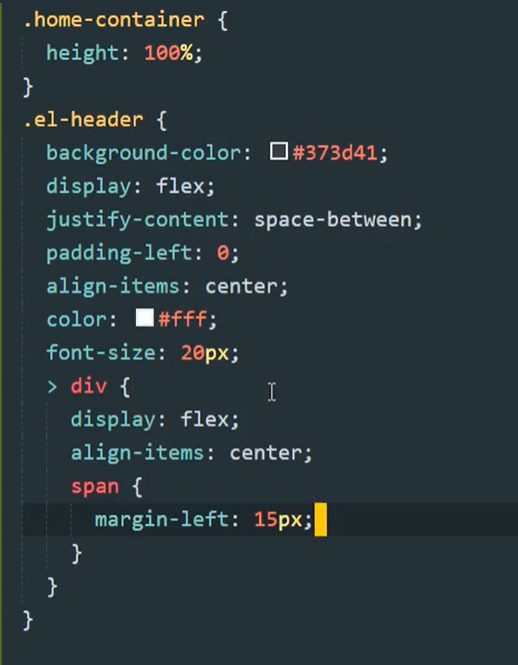 .home-container {
  height: 100%;
}
.el-header {
  background-color: #373d41;
  display: flex;
  justify-content: space-between;
  padding-left: 0;
  align-items: center;
  color: #fff;
  font-size: 20px;
  > div {
    display: flex;
    align-items: center;
    span {
      margin-left: 15px;
    }
  }
}